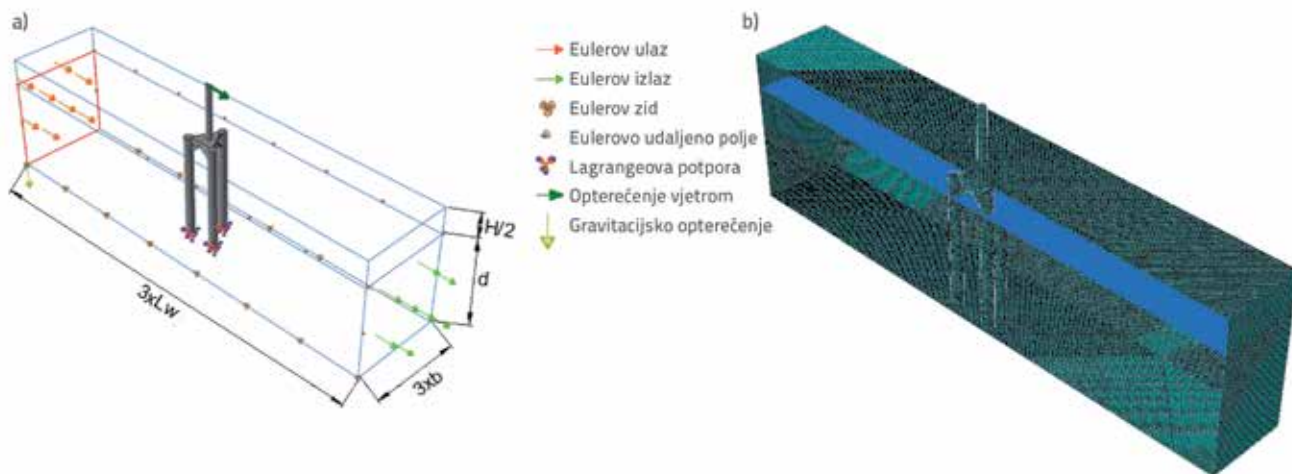 a)
b)
Eulerov ulaz
Eulerov izlaz
Eulerov zid
Eulerovo udaljeno polje
Lagrangeova potpora
Opterećenje vjetrom
Gravitacijsko opterećenje
H/2
d
3xLw
3xb